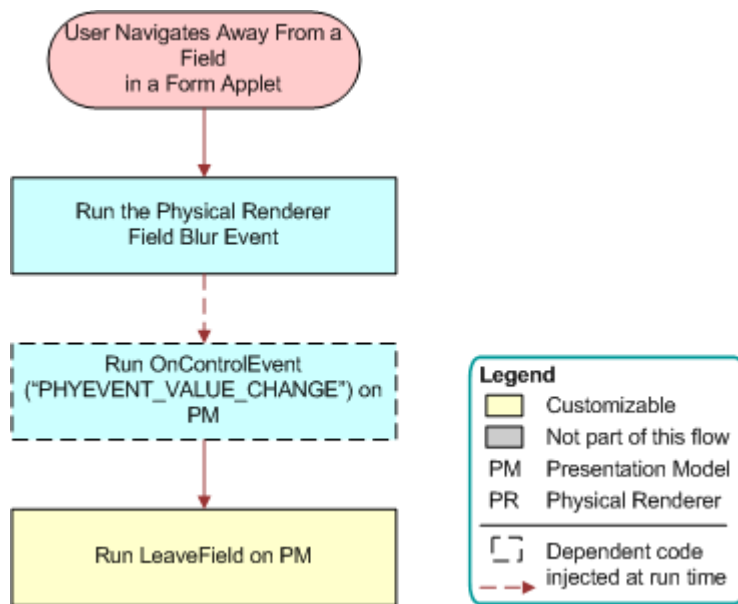 User Navigates Away From a
Field
in a Form Applet
Run the Physical Renderer
Field Blur Event
Run OnControlEvent
(“PHYEVENT_VALUE_CHANGE”) on
PM
Run LeaveField on PM
Legend
Customizable
Not part of this flow
PM Presentation Model
PR Physical Renderer
Dependent code
injected at run time